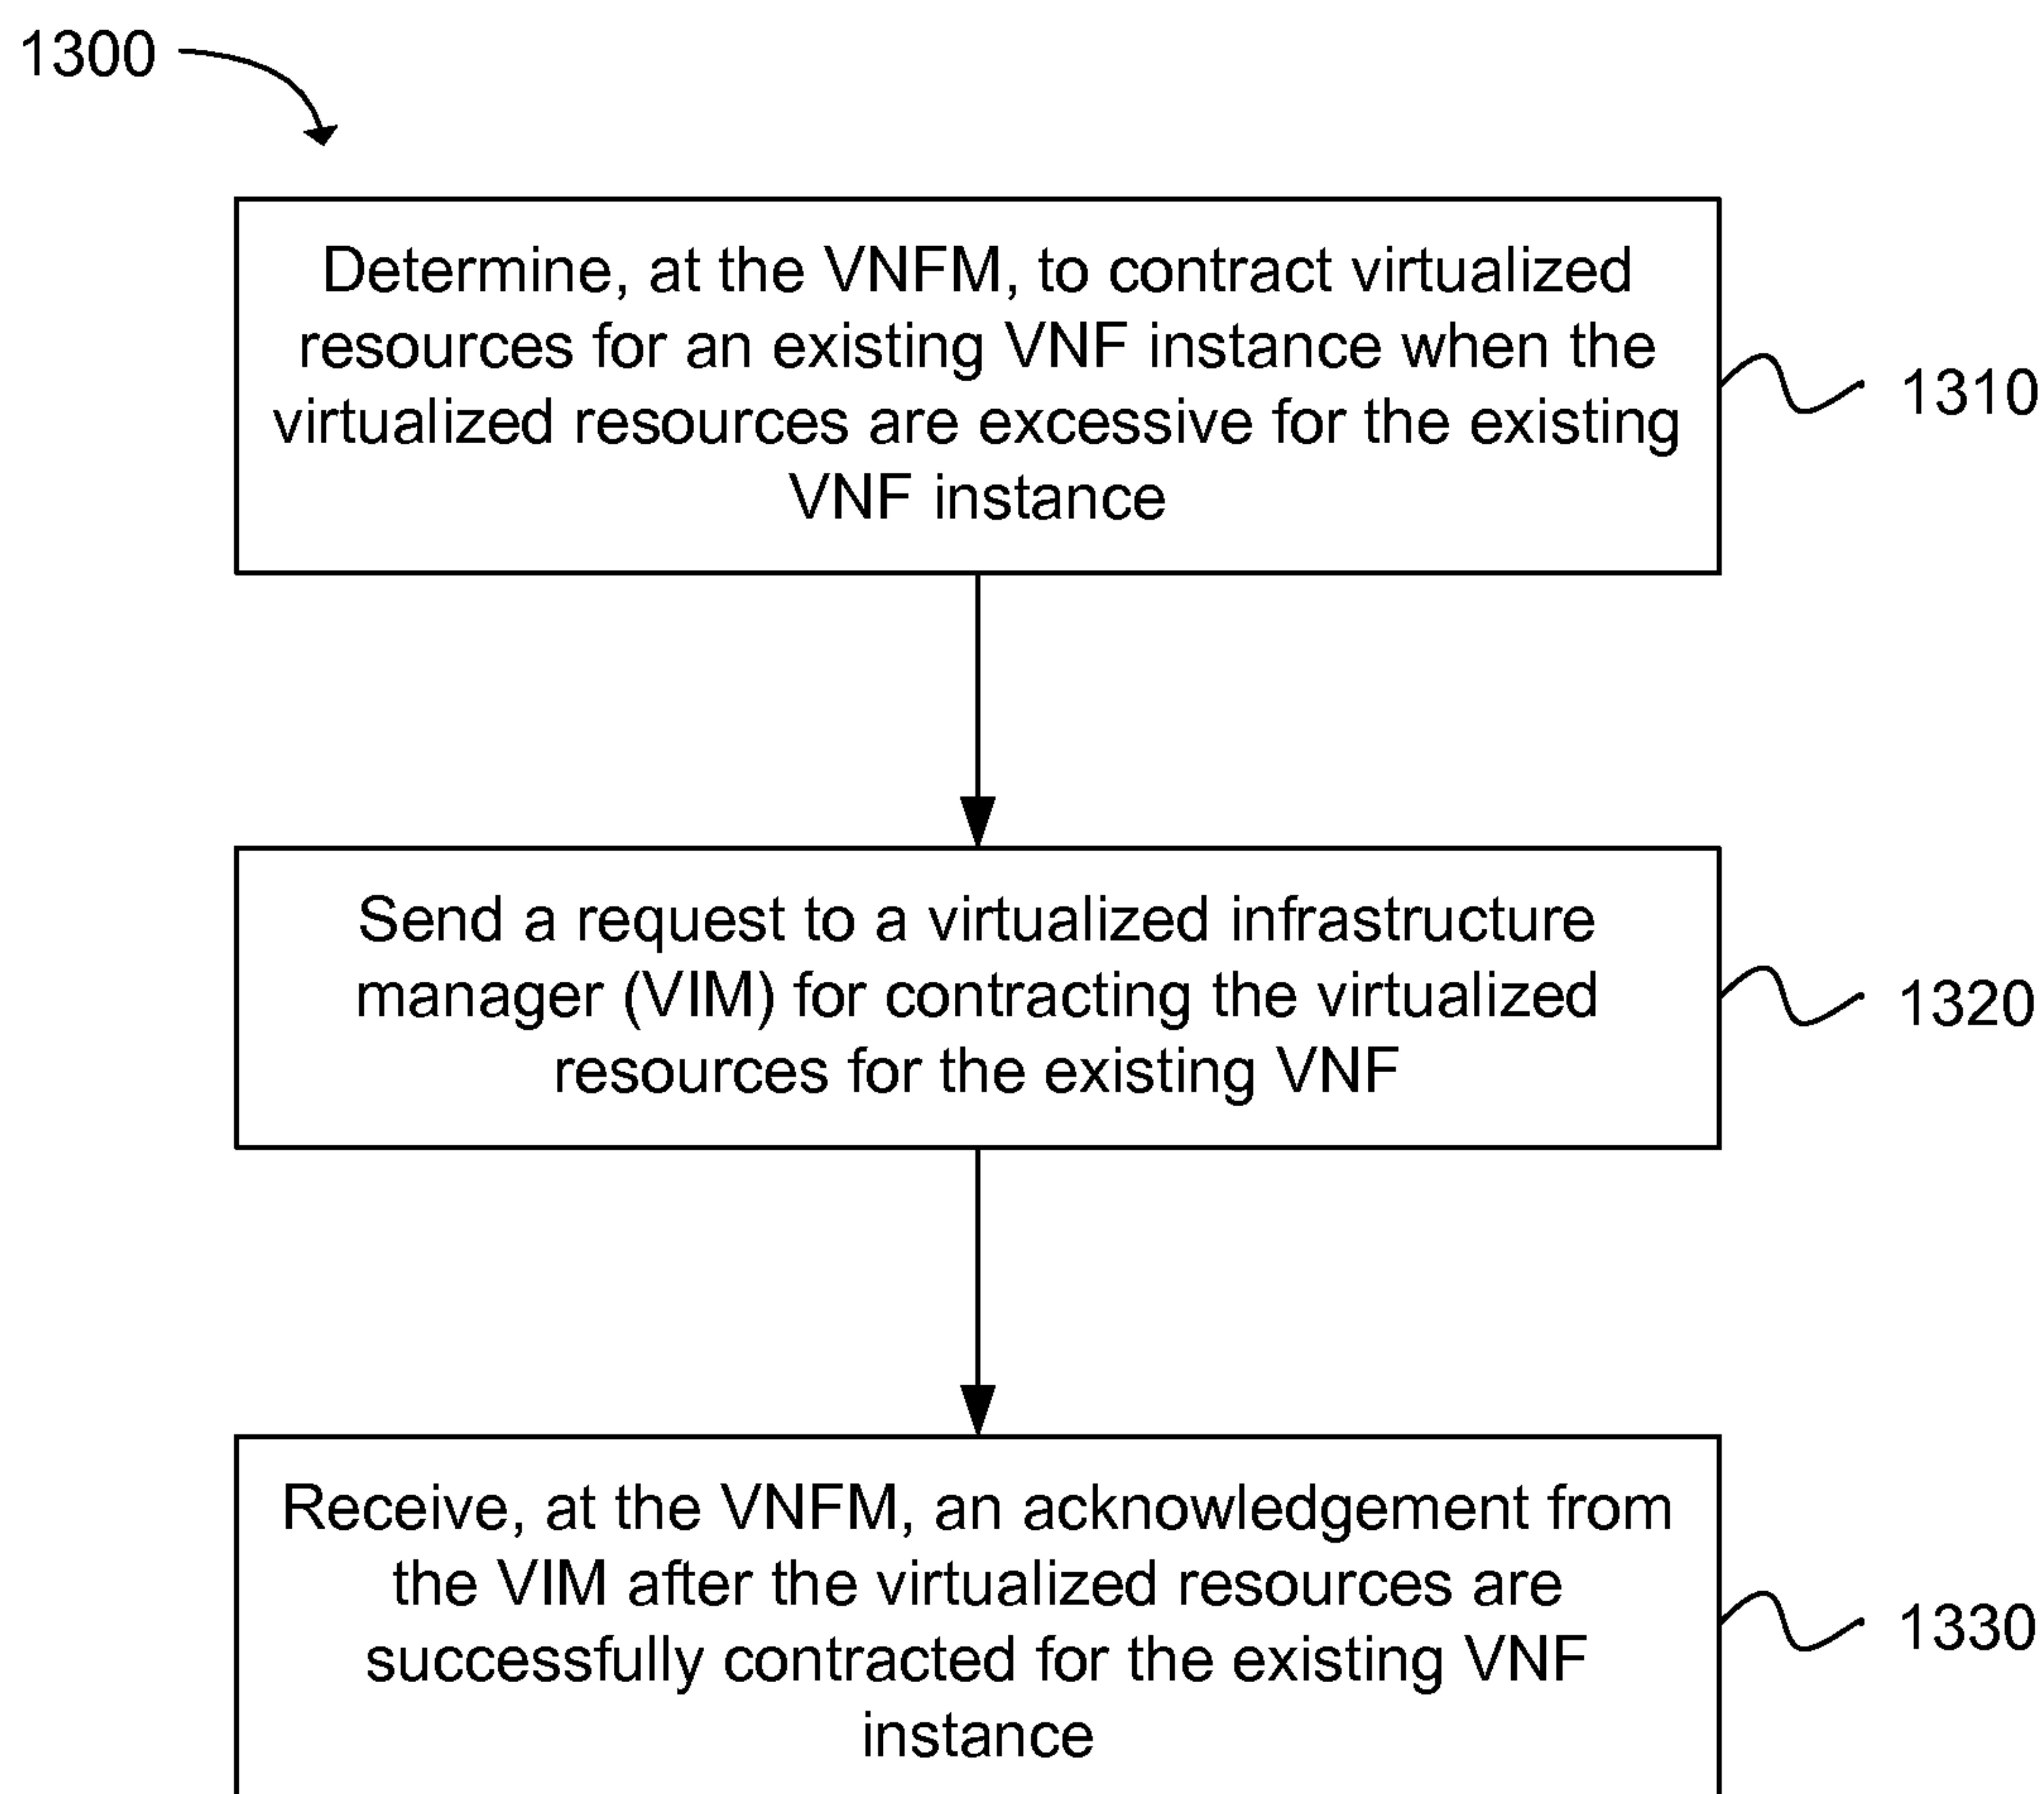 1300
Determine, at the VNFM, to contract virtualized
resources for an existing VNF instance when the
virtualized resources are excessive for the existing
VNF instance
1310
Send a request to a virtualized infrastructure
manager (VIM) for contracting the virtualized
resources for the existing VNF
1320
Receive, at the VNFM, an acknowledgement from
the VIM after the virtualized resources are
successfully contracted for the existing VNF
instance
1330